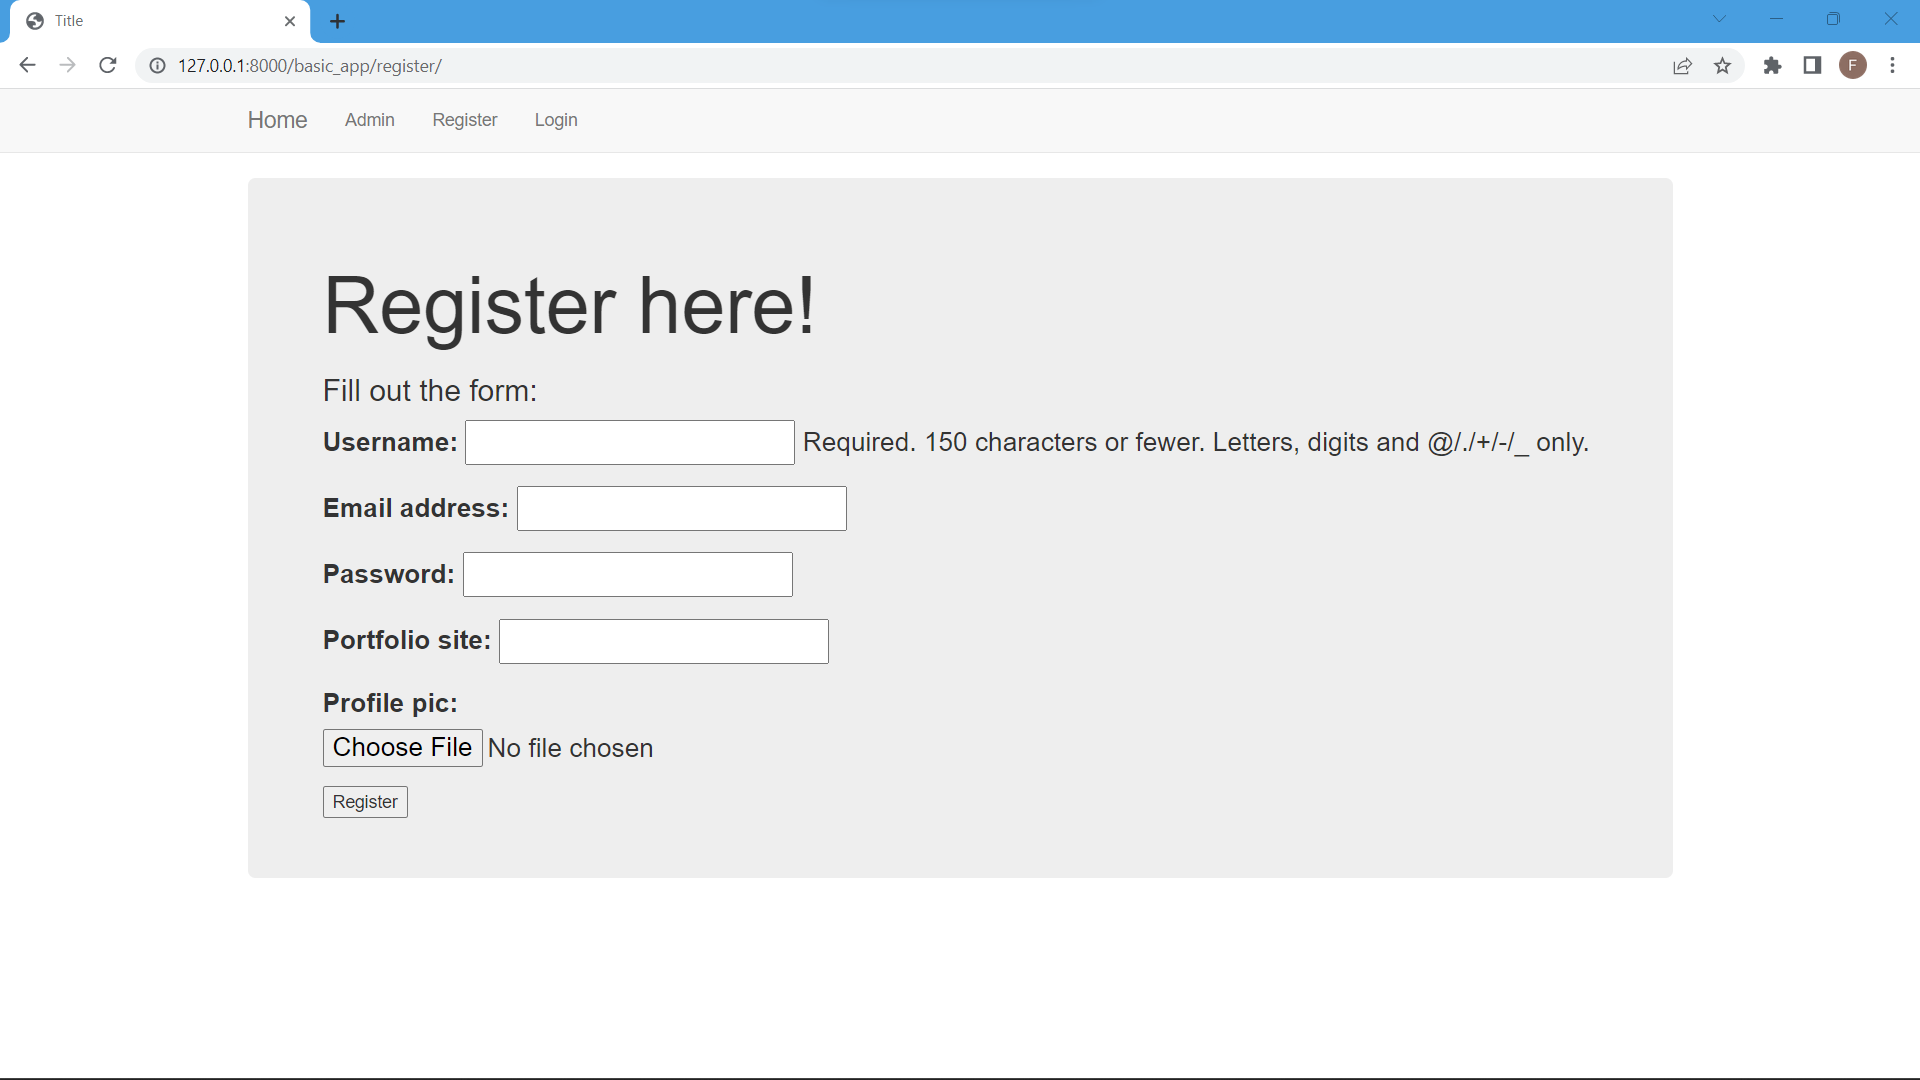 Title
127.0.0.1:8000/basic_app/register/
F
Home Admin Register Login
Register here!
Fill out the form:
Username: Required. 150 characters or fewer. Letters, digits and @/./+/-/_ only.
Email address:
Password:
Portfolio site:
Profile pic:
Choose File No file chosen
Register